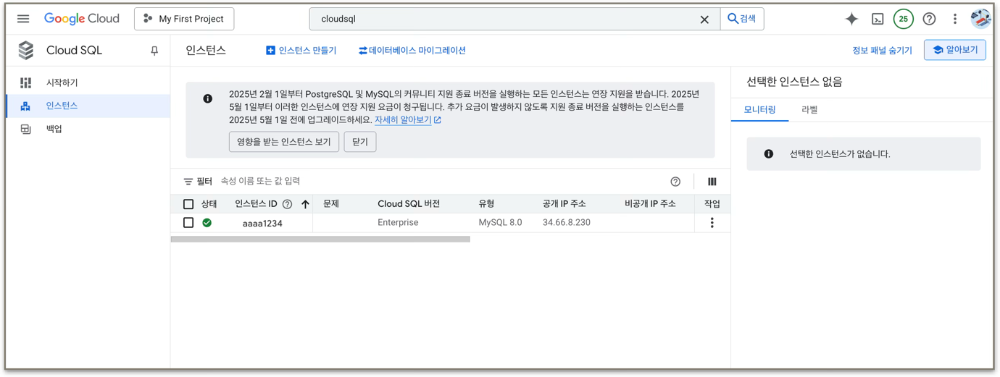 Google Cloud
My First Project
cloudsql
검색
25
Cloud SQL
인스턴스
인스턴스 만들기
데이터베이스 마이그레이션
정보 패널 숨기기
알아보기
시작하기
인스턴스
백업
2025년 2월 1일부터 PostgreSQL 및 MySQL의 커뮤니티 지원 종료 버전을 실행하는 모든 인스턴스는 연장 지원을 받습니다. 2025년
5월 1일부터 이러한 인스턴스에 연장 지원 요금이 청구됩니다. 추가 요금이 발생하지 않도록 지원 종료 버전을 실행하는 인스턴스를
2025년 5월 1일 전에 업그레이드하세요. 자세히 알아보기
영향을 받는 인스턴스 보기
닫기
필터 속성 이름 또는 값 입력
상태 인스턴스 ID 문제 Cloud SQL 버전 유형 공개 IP 주소 비공개 IP 주소 작업
aaaa1234 Enterprise MySQL 8.0 34.66.8.230
선택한 인스턴스 없음
모니터링 라벨
선택한 인스턴스가 없습니다.